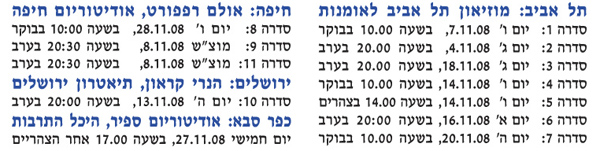 תל אביב: מוזיאון תל אביב לאומנות
סדרה 1: יום ו' 7.11.08, בשעה 10.00 בבוקר
סדרה 2: יום ג' 4.11.08, בשעה 20.00 בערב
סדרה 3: יום ג' 18.11.08, בשעה 20.00 בערב
סדרה 4: יום ו' 14.11.08, בשעה 10.00 בבוקר
סדרה 5: יום ו' 14.11.08, בשעה 14.00 בצהרים
סדרה 6: יום א' 16.11.08, בשעה 20.00 בערב
סדרה 7: יום ה' 20.11.08, בשעה 10.00 בבוקר
חיפה: אולם רפפורט, אודיטוריום חיפה
סדרה 8: יום ו' 28.11.08, בשעה 10:00 בבוקר
סדרה 9: מוצ"ש 8.11.08, בשעה 20:30 בערב
סדרה 11: מוצ"ש 8.11.08, בשעה 20:30 בערב
ירושלים: הנרי קראון, תיאטרון ירושלים
סדרה 10: יום ה' 13.11.08, בשעה 20:00 בערב
כפר סבא: אודיטוריום ספיר, היכל התרבות
יום חמישי 27.11.08, בשעה 17.00 אחר הצהריים